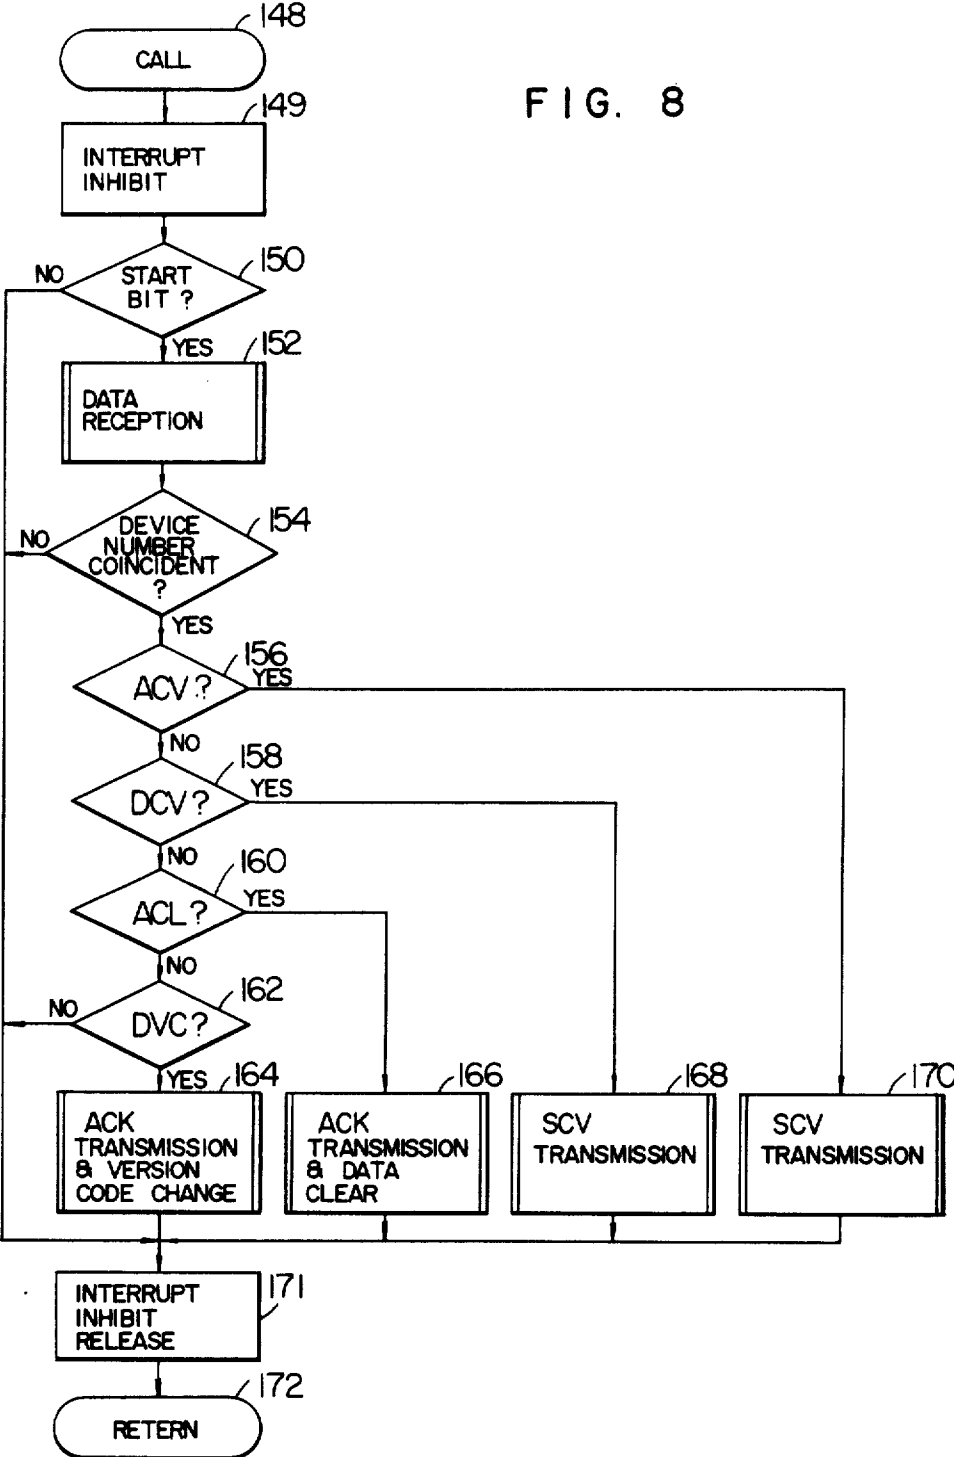 148
CALL
FIG. 8
149
INTERRUPT
INHIBIT
150
START
BIT ?
NO
YES
152
DATA
RECEPTION
154
DEVICE
NUMBER
COINCIDENT
?
NO
YES
156
ACV ?
YES
NO
158
DCV ?
YES
NO
160
ACL ?
YES
NO
162
DVC ?
NO
YES
164
ACK
TRANSMISSION
& VERSION
CODE CHANGE
166
ACK
TRANSMISSION
& DATA
CLEAR
168
SCV
TRANSMISSION
170
SCV
TRANSMISSION
171
INTERRUPT
INHIBIT
RELEASE
172
RETERN